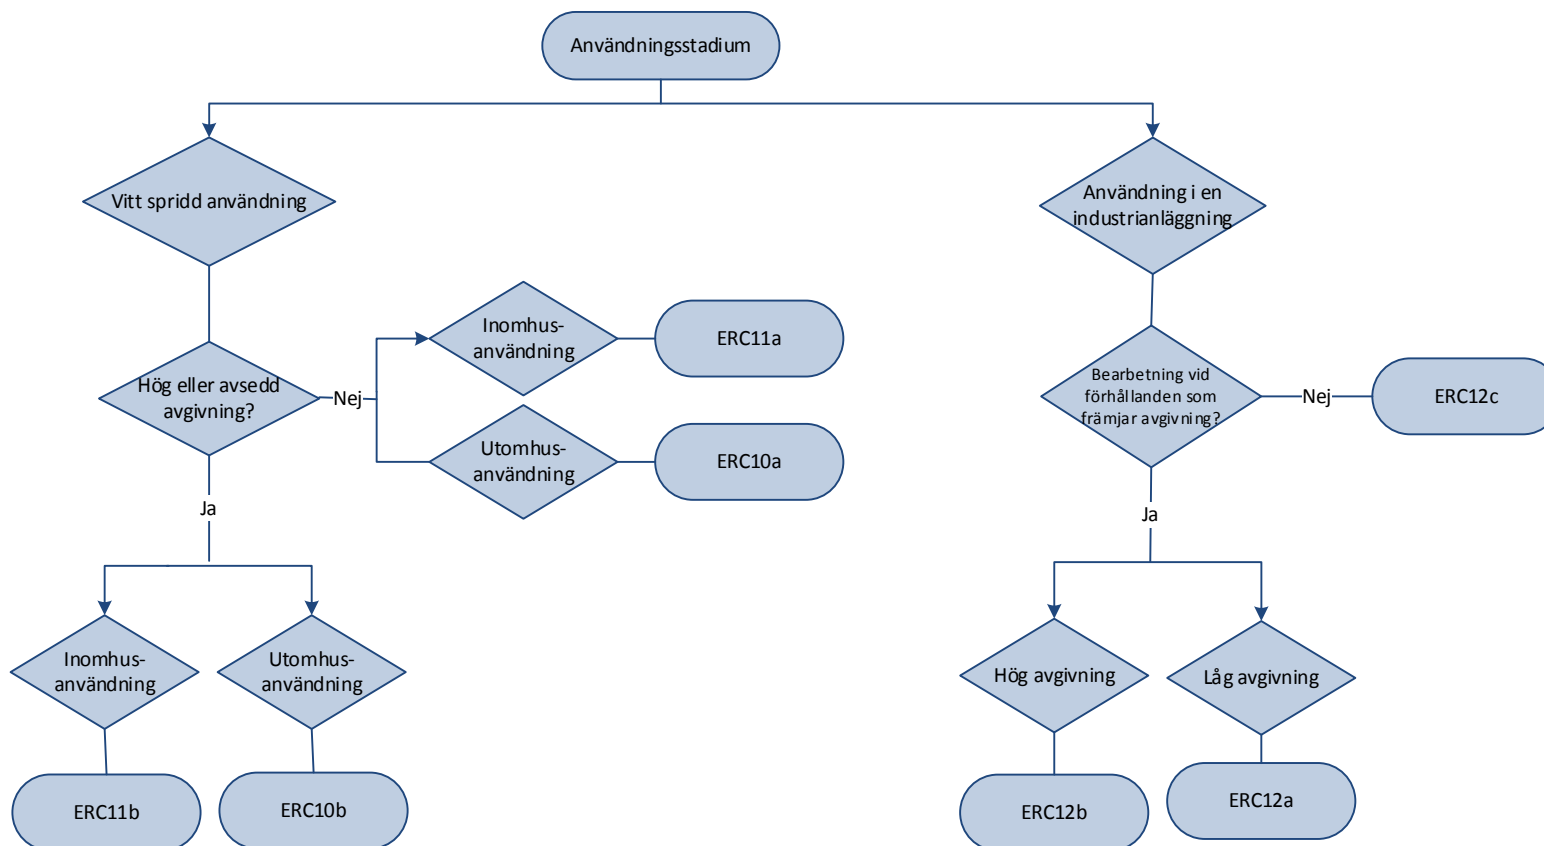 Användningsstadium
Vitt spridd användning
Användning i en
industrianläggning
Hög eller avsedd
avgivning?
Nej
Inomhus-
användning
ERC11a
Utomhus-
användning
ERC10a
Bearbetning vid
förhållanden som
främjar avgivning?
Nej
ERC12c
Ja
Ja
Inomhus-
användning
Utomhus-
användning
Hög avgivning
Låg avgivning
ERC11b
ERC10b
ERC12b
ERC12a